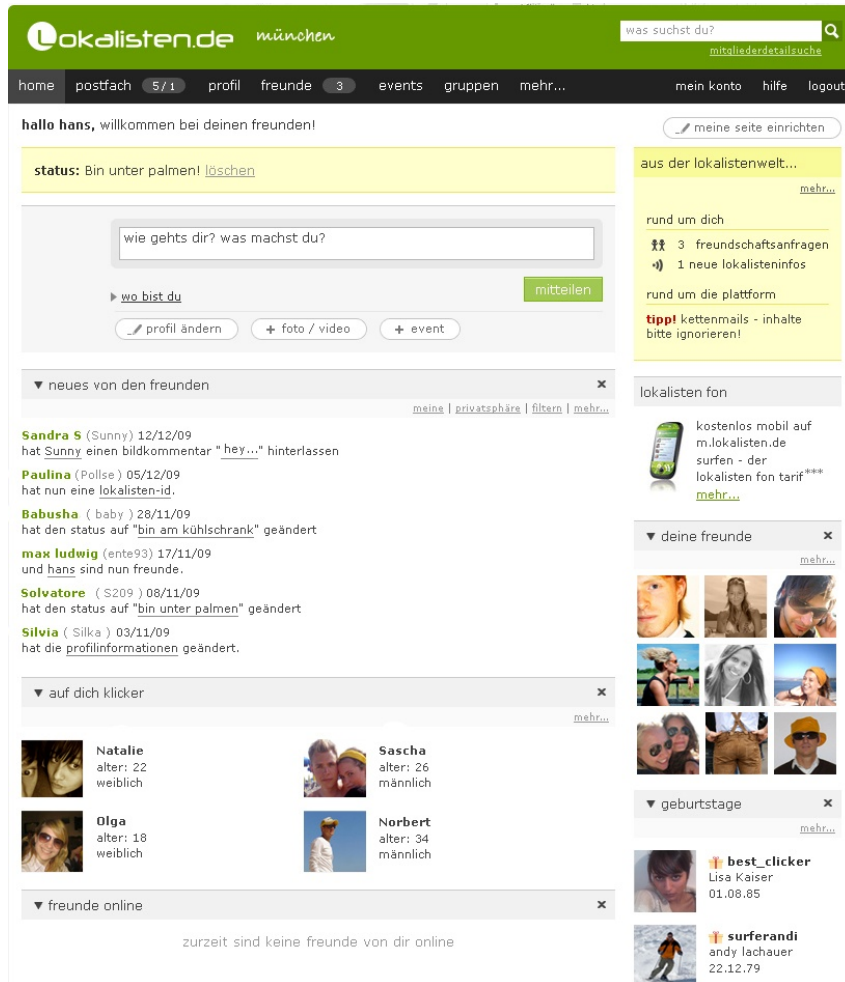 Lokalisten.de münchen
was suchst du?
mitgliederdetailsuche
home postfach 5/1 profil freunde 3 events gruppen mehr... mein konto hilfe logout
hallo hans, willkommen bei deinen freunden!
meine seite einrichten
status: Bin unter palmen! löschen
wie gehts dir? was machst du?
wo bist du
mitteilen
profil ändern + foto / video + event
neues von den freunden
meine | privatsphäre | filtern | mehr...
Sandra S (Sunny) 12/12/09
hat Sunny einen bildkommentar "hey..." hinterlassen
Paulina (Pollse ) 05/12/09
hat nun eine lokalisten-id.
Babusha ( baby ) 28/11/09
hat den status auf "bin am kühlschrank" geändert
max ludwig (ente93) 17/11/09
und hans sind nun freunde.
Solvatore ( S209 ) 08/11/09
hat den status auf "bin unter palmen" geändert
Silvia ( Silka ) 03/11/09
hat die profilinformationen geändert.
auf dich klicker
mehr...
Natalie
alter: 22
weiblich
Sascha
alter: 26
männlich
Olga
alter: 18
weiblich
Norbert
alter: 34
männlich
freunde online
zurzeit sind keine freunde von dir online
aus der lokalistenwelt...
mehr...
rund um dich
3 freundschaftsanfragen
1 neue lokalisteninfos
rund um die plattform
tipp! kettenmails - inhalte
bitte ignorieren!
lokalisten fon
kostenlos mobil auf
m.lokalisten.de
surfen - der
lokalisten fon tarif***
mehr...
deine freunde
mehr...
geburtstage
mehr...
best_clicker
Lisa Kaiser
01.08.85
surferandi
andy lachauer
22.12.79